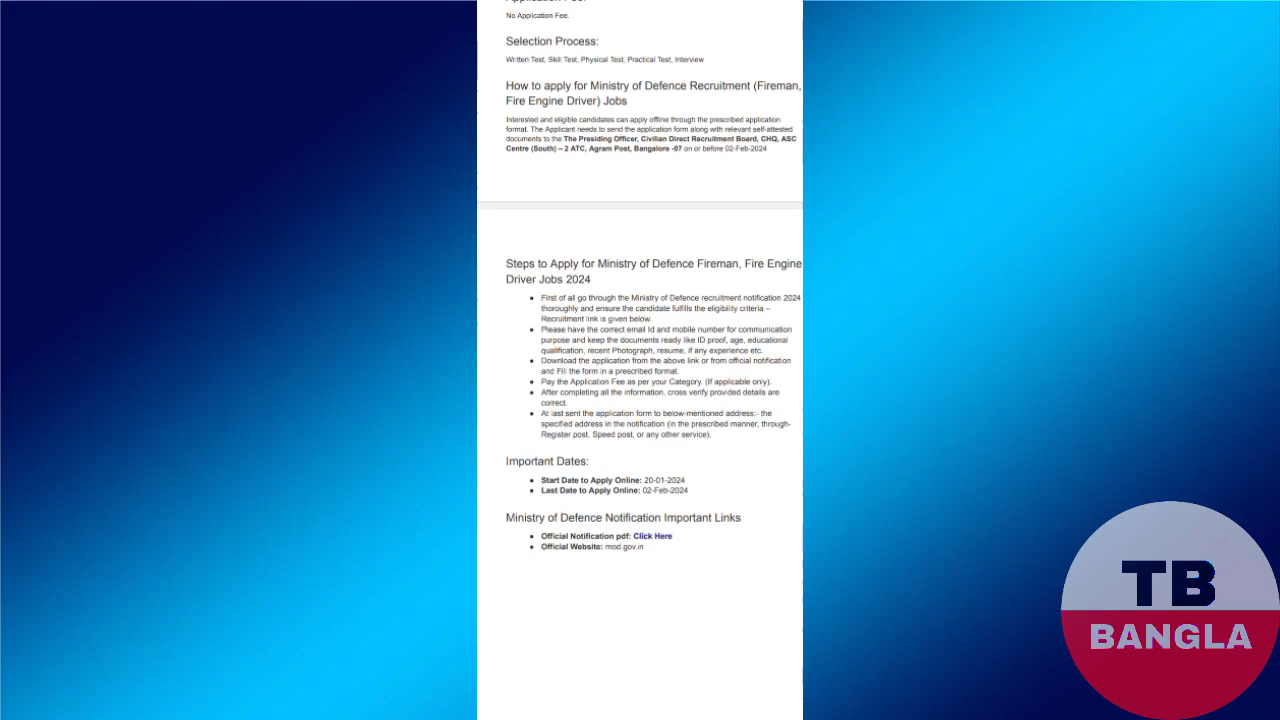 No Application Fee.
Selection Process:
Written Test, Skill Test, Physical Test, Practical Test, Interview
How to apply for Ministry of Defence Recruitment (Fireman,
Fire Engine Driver) Jobs
Interested and eligible candidates can apply offline through the prescribed application
format. The Applicant needs to send the application form along with relevant self-attested
documents to the The Presiding Officer, Civilian Direct Recruitment Board, CHQ, ASC
Centre (South) – 2 ATC, Agram Post, Bangalore -07 on or before 02-Feb-2024
Steps to Apply for Ministry of Defence Fireman, Fire Engine
Driver Jobs 2024
• First of all go through the Ministry of Defence recruitment notification 2024
thoroughly and ensure the candidate fulfills the eligibility criteria –
Recruitment link is given below.
• Please have the correct email Id and mobile number for communication
purpose and keep the documents ready like ID proof, age, educational
qualification, recent Photograph, resume, if any experience etc.
• Download the application from the above link or from official notification
and Fill the form in a prescribed format.
• Pay the Application Fee as per your Category. (If applicable only).
• After completing all the information, cross verify provided details are
correct.
• At last sent the application form to below-mentioned address:- the
specified address in the notification (in the prescribed manner, through-
Register post, Speed post, or any other service).
Important Dates:
• Start Date to Apply Online: 20-01-2024
• Last Date to Apply Online: 02-Feb-2024
Ministry of Defence Notification Important Links
• Official Notification pdf: Click Here
• Official Website: mod.gov.in
TB
BANGLA